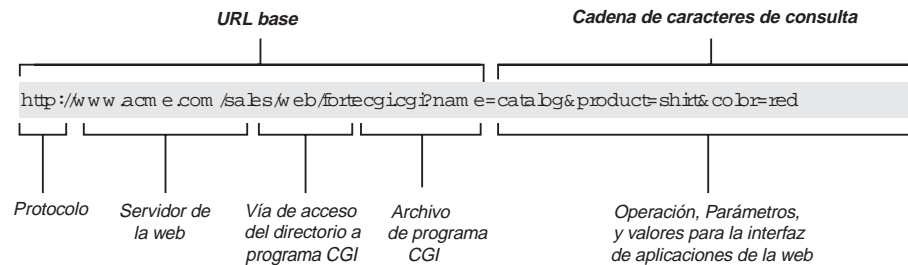 URL base
Cadena de caracteres de consulta
http://www.acme.com/sales/web/fortecgi.cgi?name=catalog&product=shirt&color=red
Protocolo
Servidor de
la web
Vía de acceso
del directorio a
programa CGI
Archivo
de programa
CGI
Operación, Parámetros,
y valores para la interfaz
de aplicaciones de la web